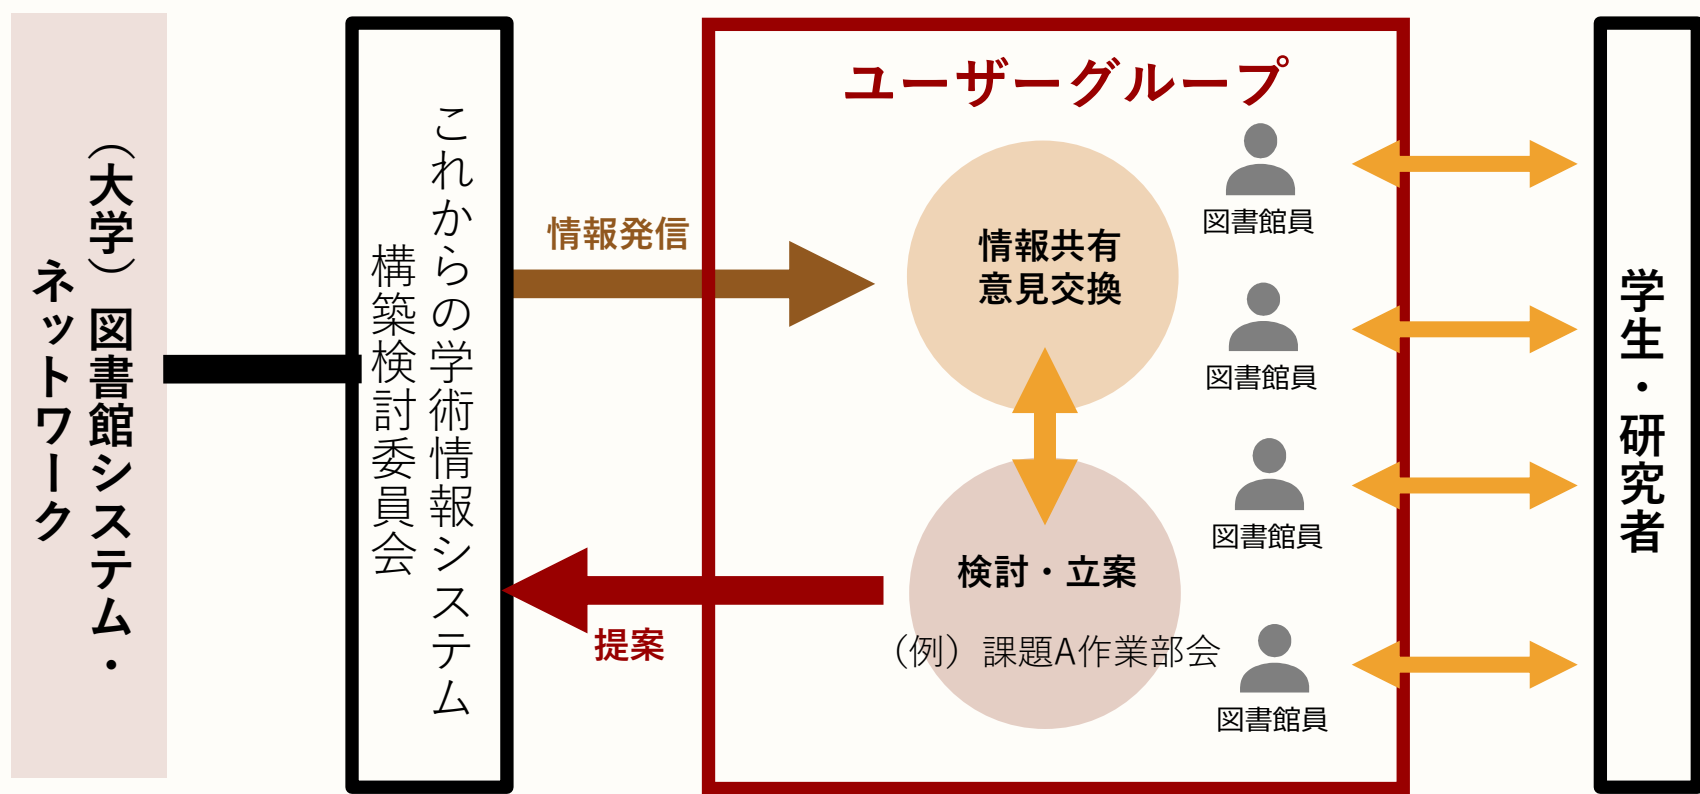 （大学）図書館システム・
ネットワーク
これからの学術情報システム
構築検討委員会
情報発信
提案
ユーザーグループ
情報共有
意見交換
検討・立案
（例）課題A作業部会
図書館員
図書館員
図書館員
図書館員
学生・研究者